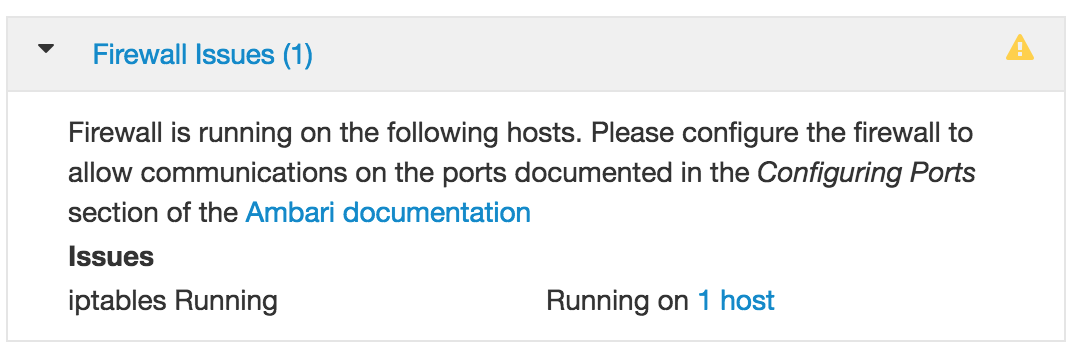 Firewall Issues (1)
Firewall is running on the following hosts. Please configure the firewall to
allow communications on the ports documented in the Configuring Ports
section of the Ambari documentation
Issues
iptables Running Running on 1 host